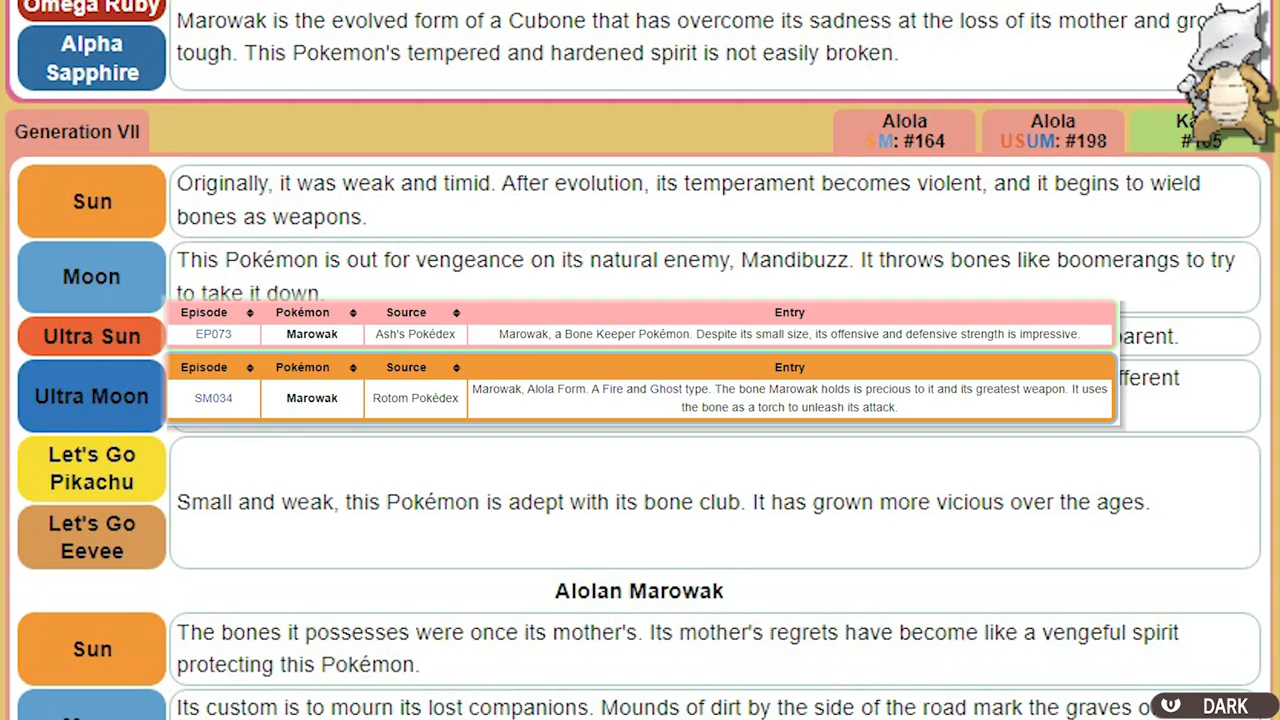 Omega Ruby
Alpha
Sapphire
Marowak is the evolved form of a Cubone that has overcome its sadness at the loss of its mother and
tough. This Pokemon's tempered and hardened spirit is not easily broken.
Generation VII
Alola
SM: #164
Alola
USUM: #198
Sun
Originally, it was weak and timid. After evolution, its temperament becomes violent, and it begins to wield
bones as weapons.
Moon
This Pokémon is out for vengeance on its natural enemy, Mandibuzz. It throws bones like boomerangs to try
to take it down.
Episode Pokémon Source Entry
EP073 Marowak Ash's Pokédex Marowak, a Bone Keeper Pokémon. Despite its small size, its offensive and defensive strength is impressive.
Ultra Sun
Episode Pokémon Source Entry
SM034 Marowak Rotom Pokédex Marowak, Alola Form. A Fire and Ghost type. The bone Marowak holds is precious to it and its greatest weapon. It uses
the bone as a torch to unleash its attack.
Ultra Moon
Let's Go
Pikachu
Let's Go
Eevee
Small and weak, this Pokémon is adept with its bone club. It has grown more vicious over the ages.
Alolan Marowak
Sun
The bones it possesses were once its mother's. Its mother's regrets have become like a vengeful spirit
protecting this Pokémon.
Its custom is to mourn its lost companions. Mounds of dirt by the side of the road mark the graves
DARK